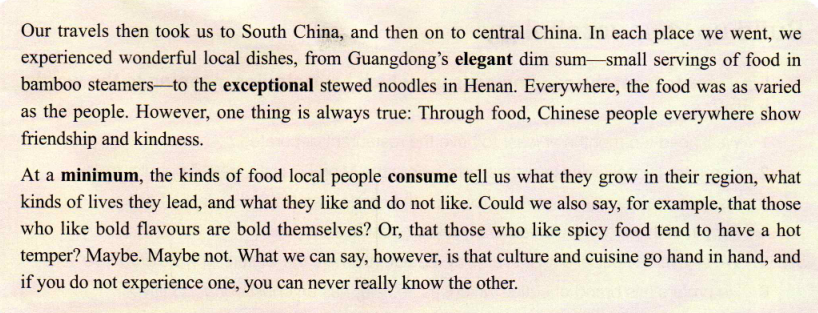 Our travels then took us to South China, and then on to central China. In each place we went, we
experienced wonderful local dishes, from Guangdong's elegant dim sum—small servings of food in
bamboo steamers—to the exceptional stewed noodles in Henan. Everywhere, the food was as varied
as the people. However, one thing is always true: Through food, Chinese people everywhere show
friendship and kindness.
At a minimum, the kinds of food local people consume tell us what they grow in their region, what
kinds of lives they lead, and what they like and do not like. Could we also say, for example, that those
who like bold flavours are bold themselves? Or, that those who like spicy food tend to have a hot
temper? Maybe. Maybe not. What we can say, however, is that culture and cuisine go hand in hand, and
if you do not experience one, you can never really know the other.